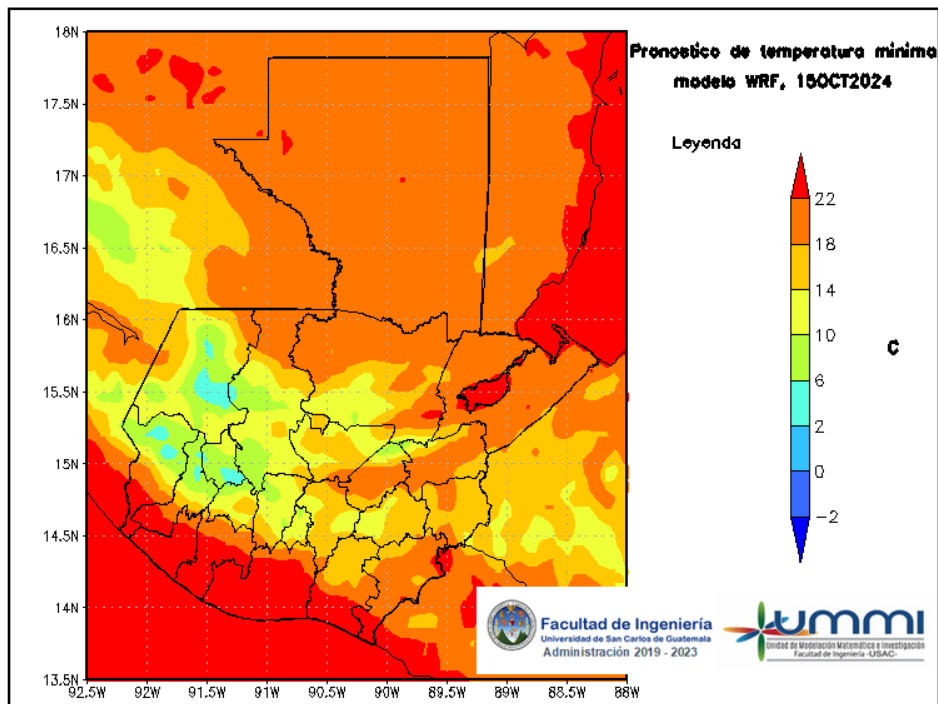 Pronostico de temperatura minima
modelo WRF, 15OCT2024
Leyenda
22
18
14
10
6
2
0
−2
C
18N
17.5N
17N
16.5N
16N
15.5N
15N
14.5N
14N
13.5N
92.5W
92W
91.5W
91W
90.5W
90W
89.5W
89W
88.5W
88W
Facultad de Ingeniería
Universidad de San Carlos de Guatemala
Administración 2019 - 2023
UMMI
Unidad de Modelación Matemática e Investigación
Facultad de Ingeniería -USAC-